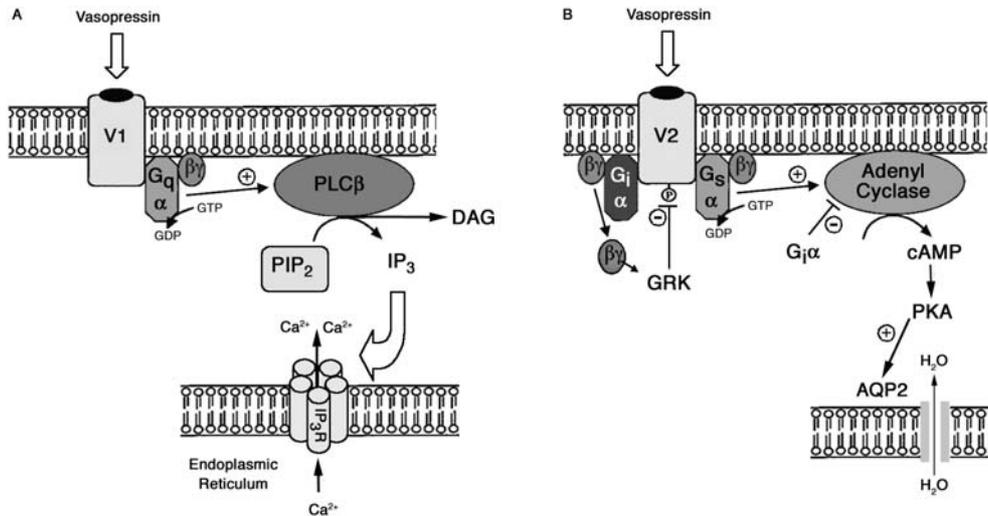 A
Vasopressin
V1
Gq
α
βγ
+
GTP
GDP
PLCβ
DAG
PIP2
IP3
Ca2+
Ca2+
IP3R
Endoplasmic
Reticulum
Ca2+
B
Vasopressin
V2
βγ
Gi
α
P
−
Gs
α
βγ
+
GTP
GDP
Adenyl
Cyclase
−
Giα
βγ
GRK
cAMP
PKA
+
AQP2
H2O
H2O